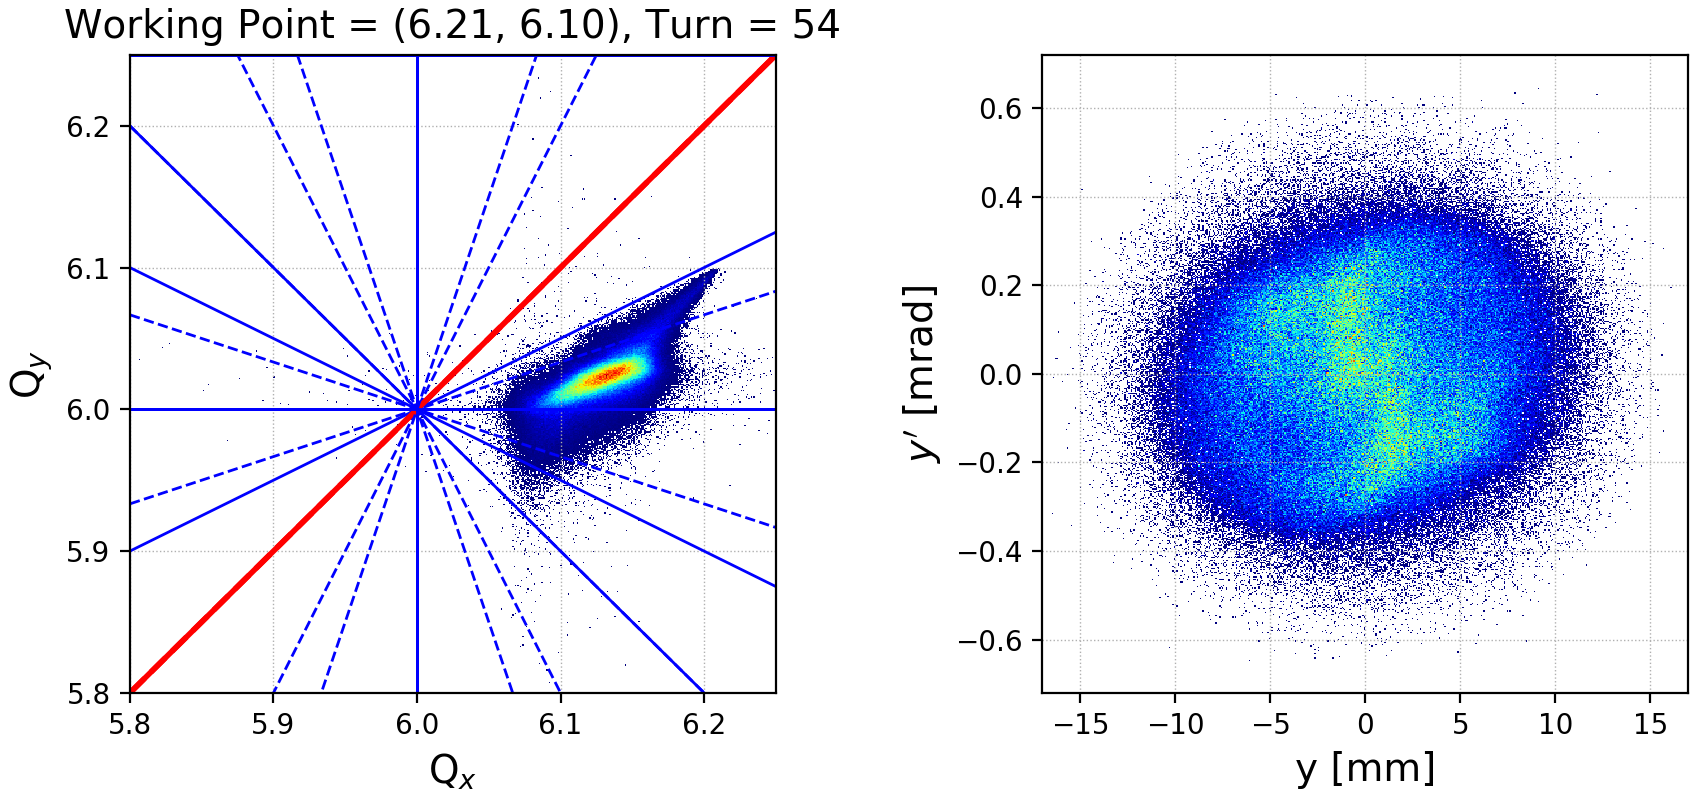 Working Point = (6.21, 6.10), Turn = 54
6.2
6.1
6.0
5.9
5.8
5.8 5.9 6.0 6.1 6.2
Qx
Qy
0.6
0.4
0.2
0.0
−0.2
−0.4
−0.6
−15 −10 −5 0 5 10 15
y [mm]
y′ [mrad]